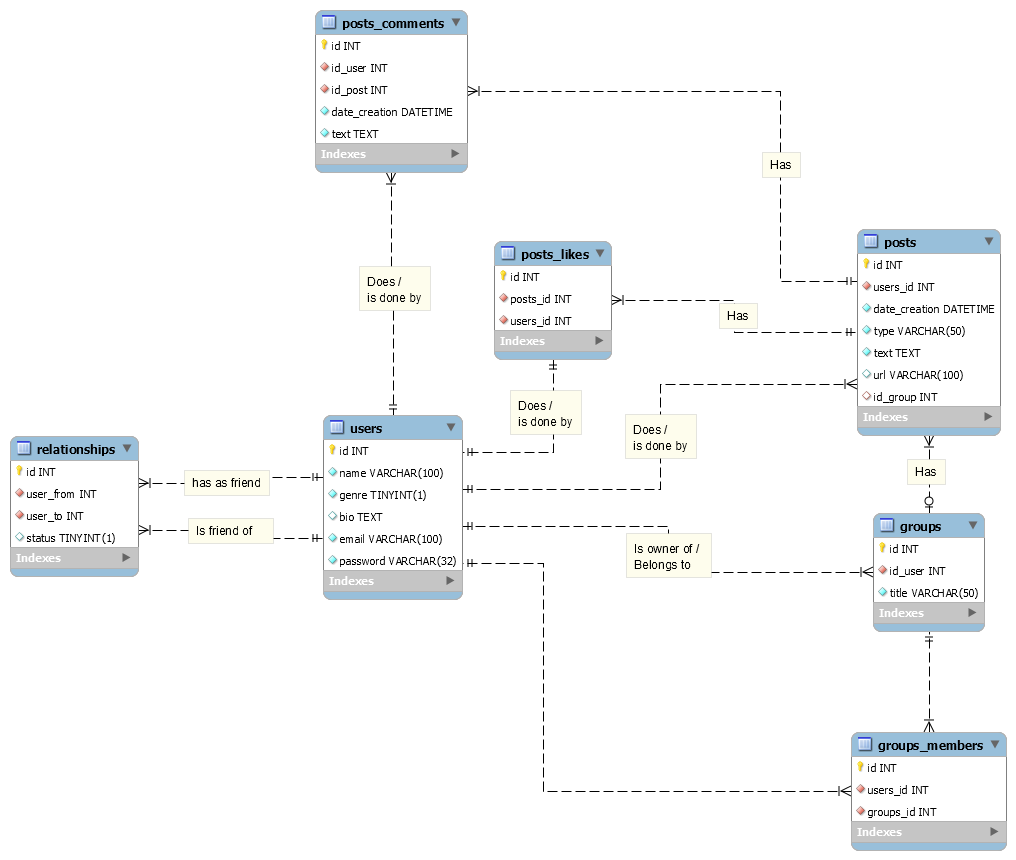 posts_comments
id INT
id_user INT
id_post INT
date_creation DATETIME
text TEXT
Indexes
Has
Does /
is done by
posts_likes
id INT
posts_id INT
users_id INT
Indexes
Has
posts
id INT
users_id INT
date_creation DATETIME
type VARCHAR(50)
text TEXT
url VARCHAR(100)
id_group INT
Indexes
Does /
is done by
Does /
is done by
relationships
id INT
user_from INT
user_to INT
status TINYINT(1)
Indexes
has as friend
Is friend of
users
id INT
name VARCHAR(100)
genre TINYINT(1)
bio TEXT
email VARCHAR(100)
password VARCHAR(32)
Indexes
Has
Is owner of /
Belongs to
groups
id INT
id_user INT
title VARCHAR(50)
Indexes
groups_members
id INT
users_id INT
groups_id INT
Indexes